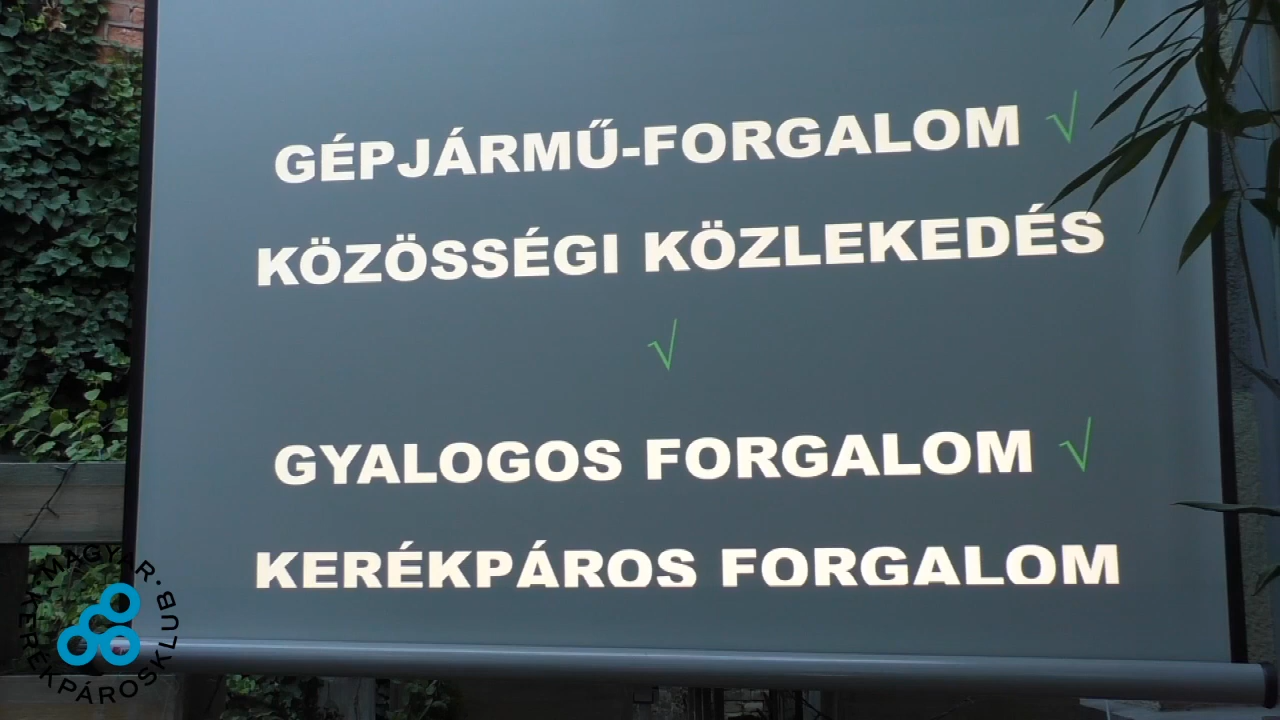 GÉPJÁRMŰ-FORGALOM √
KÖZÖSSÉGI KÖZLEKEDÉS
√
GYALOGOS FORGALOM √
KERÉKPÁROS FORGALOM
MAGYAR
KERÉKPÁROSKLUB